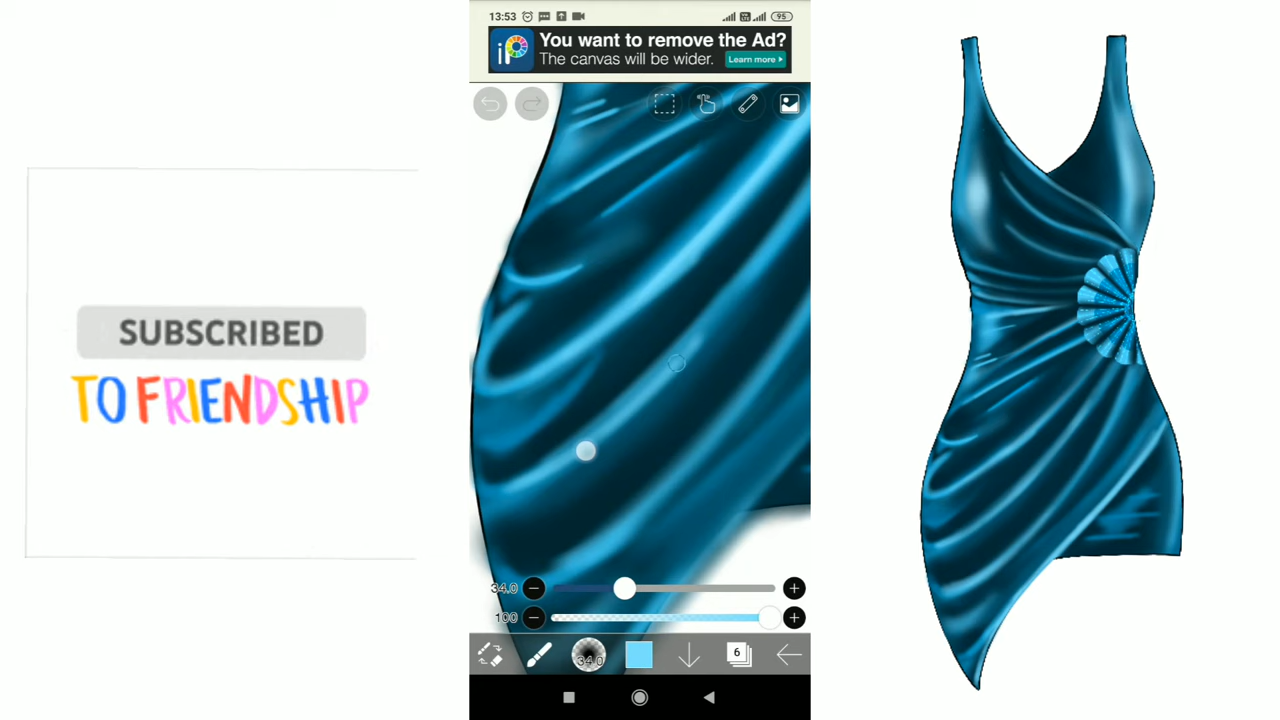 SUBSCRIBED
TO FRIENDSHIP
13:53
95
iP
You want to remove the Ad?
The canvas will be wider.
Learn more >
34.0
100
34.0
6